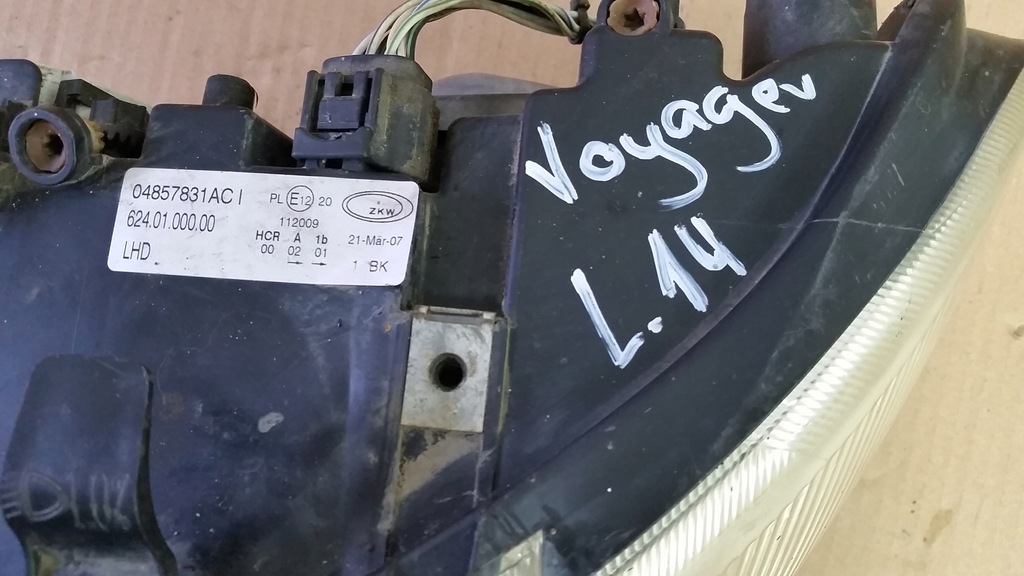 04857831AC I
624.01.000.00
LHD
PL E12 20
112009
HCR A 1b
00 02 01
→ →
ZKW
21-Mär-07
1 BK
Voyager
L.14